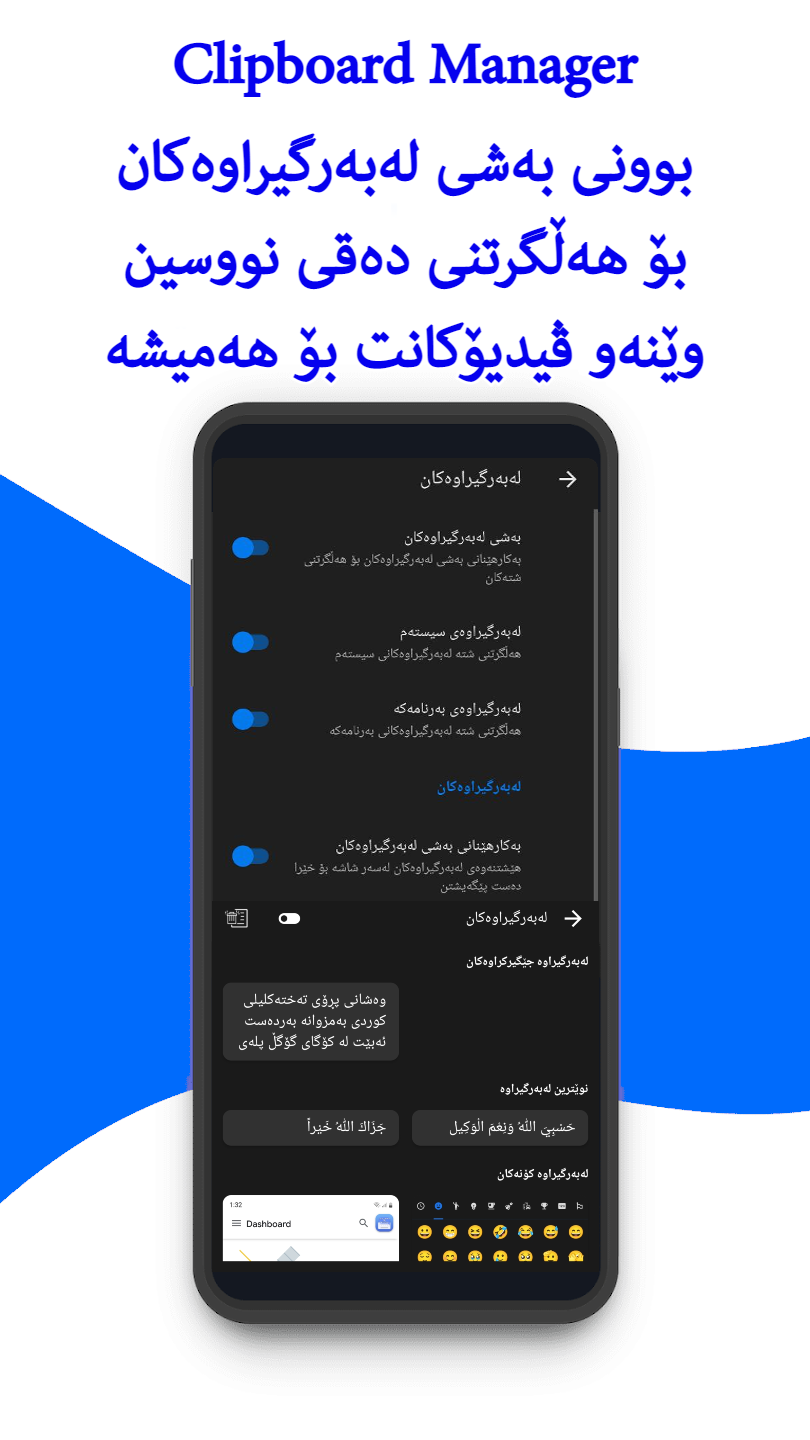 Clipboard Manager
بوونی بەشی لەبەرگیراوەکان
بۆ هەڵگرتنی دەقی نووسین
وێنەو ڤیدیۆکانت بۆ هەمیشە
لەبەرگیراوەکان
بەشی لەبەرگیراوەکان
بەکارهێنانی بەشی لەبەرگیراوەکان بۆ هەڵگرتنی
شتەکان
لەبەرگیراوەی سیستەم
هەڵگرتنی شتە لەبەرگیراوەکانی سیستەم
لەبەرگیراوەی بەرنامەکە
هەڵگرتنی شتە لەبەرگیراوەکانی بەرنامەکە
لەبەرگیراوەکان
بەکارهێنانی بەشی لەبەرگیراوەکان
هێشتنەوەی لەبەرگیراوەکان لەسەر شاشە بۆ خێرا
دەست پێگەیشتن
لەبەرگیراوەکان
لەبەرگیراوە جێگیرکراوەکان
وەشانی پڕۆی تەختەکلیلی
کوردی بەمزوانە بەردەست
ئەبێت لە کۆگای گۆگڵ پلەی
نوێترین لەبەرگیراوە
حَسْبِيَ اللّٰهُ وَنِعْمَ الْوَكِيل
جَزَاكَ اللّٰهُ خَيْراً
لەبەرگیراوە کۆنەکان
1:32
Dashboard